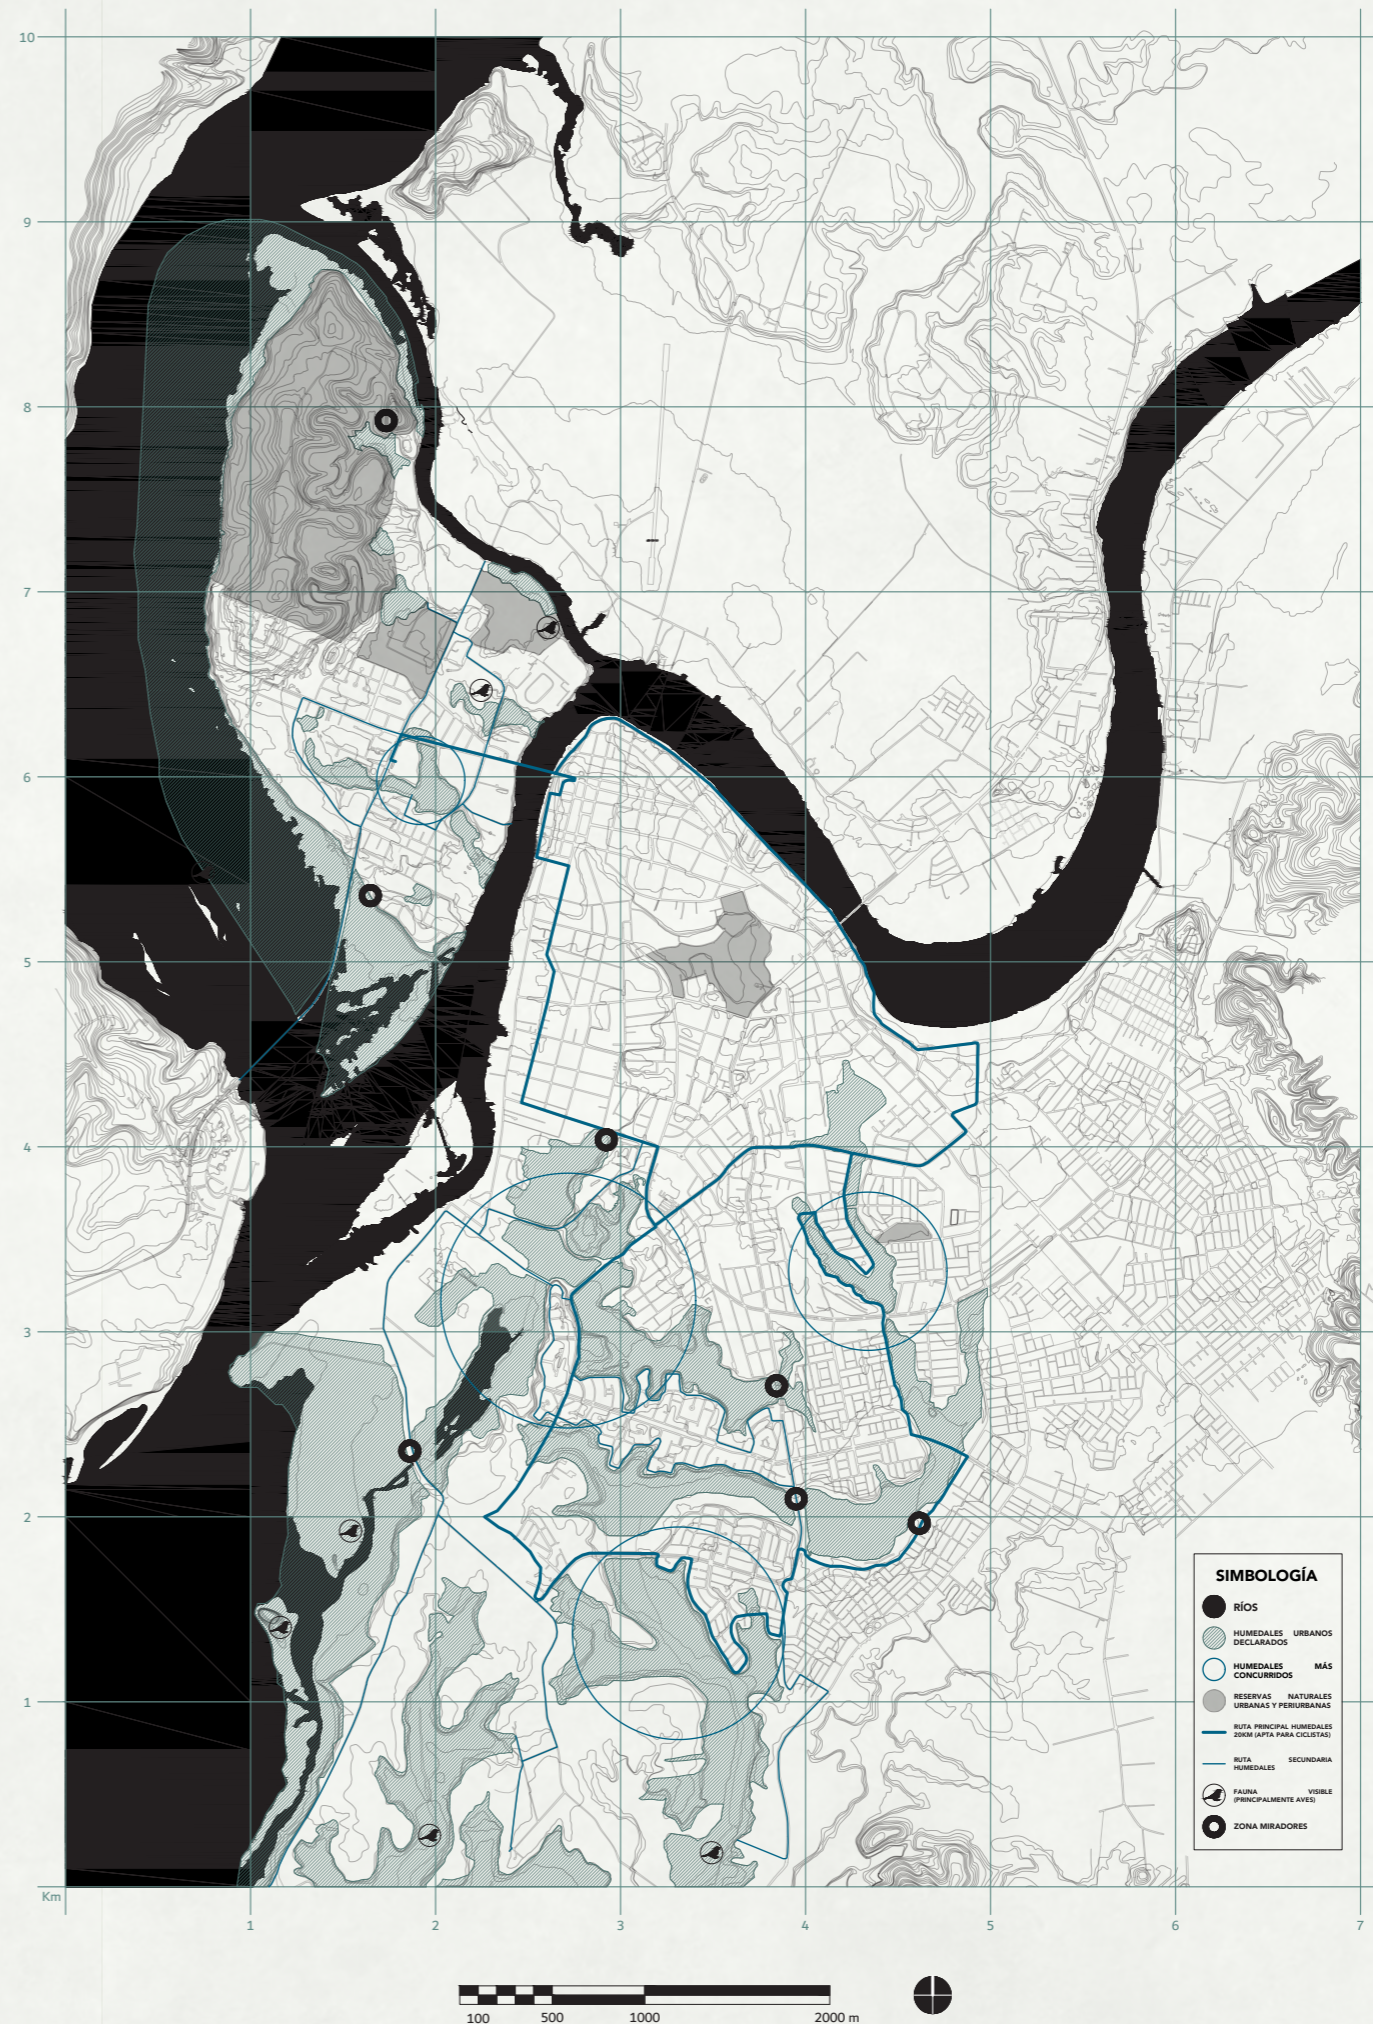 10
9
8
7
6
5
4
3
2
1
Km
1
2
3
4
5
6
7
SIMBOLOGÍA
RÍOS
HUMEDALES URBANOS
DECLARADOS
HUMEDALES MÁS
CONCURRIDOS
RESERVAS NATURALES
URBANAS Y PERIURBANAS
RUTA PRINCIPAL HUMEDALES
20KM (APTA PARA CICLISTAS)
RUTA SECUNDARIA
HUMEDALES
FAUNA VISIBLE
(PRINCIPALMENTE AVES)
ZONA MIRADORES
100 500 1000 2000 m